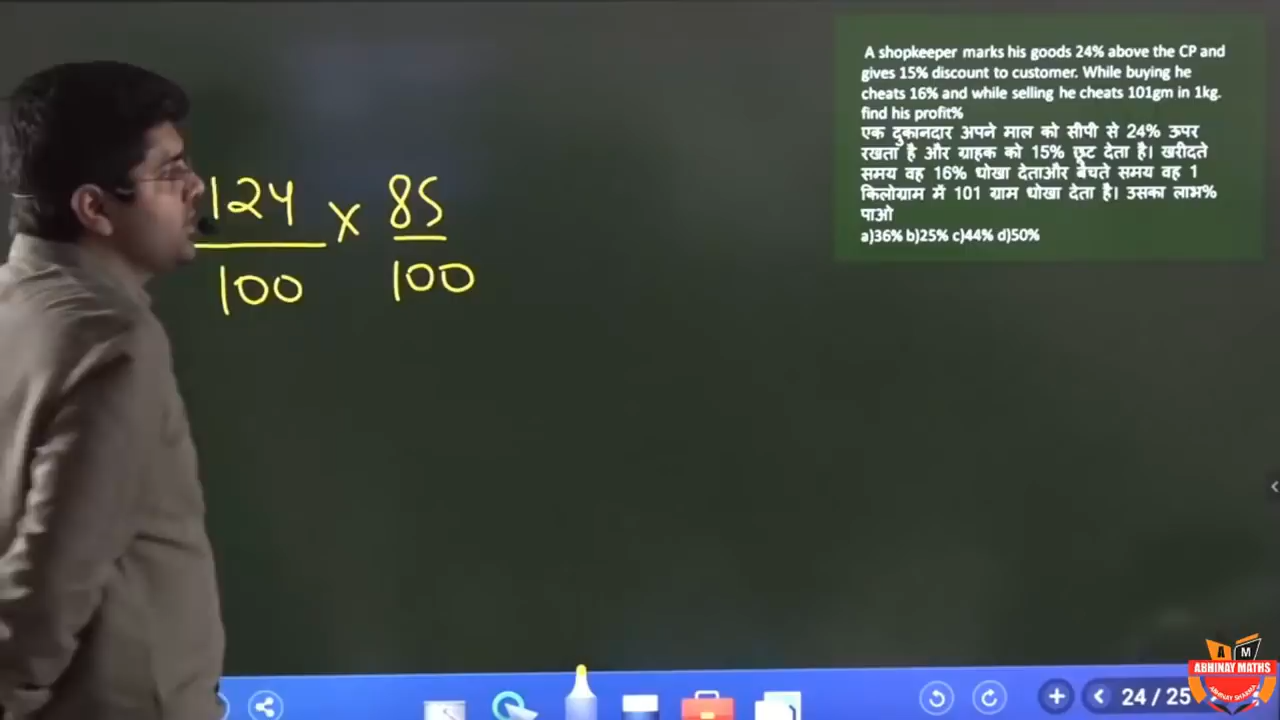 A shopkeeper marks his goods 24% above the CP and
gives 15% discount to customer. While buying he
cheats 16% and while selling he cheats 101gm in 1kg.
find his profit%
एक दुकानदार अपने माल को सीपी से 24% ऊपर
रखता है और ग्राहक को 15% छूट देता है। खरीदते
समय वह 16% धोखा देताऔर बेचते समय वह 1
किलोग्राम में 101 ग्राम धोखा देता है। उसका लाभ%
पाओ
a)36% b)25% c)44% d)50%
124 x 85
100 100
24 / 25
A M
ABHINAY MATHS
ABHINAY SHARMA